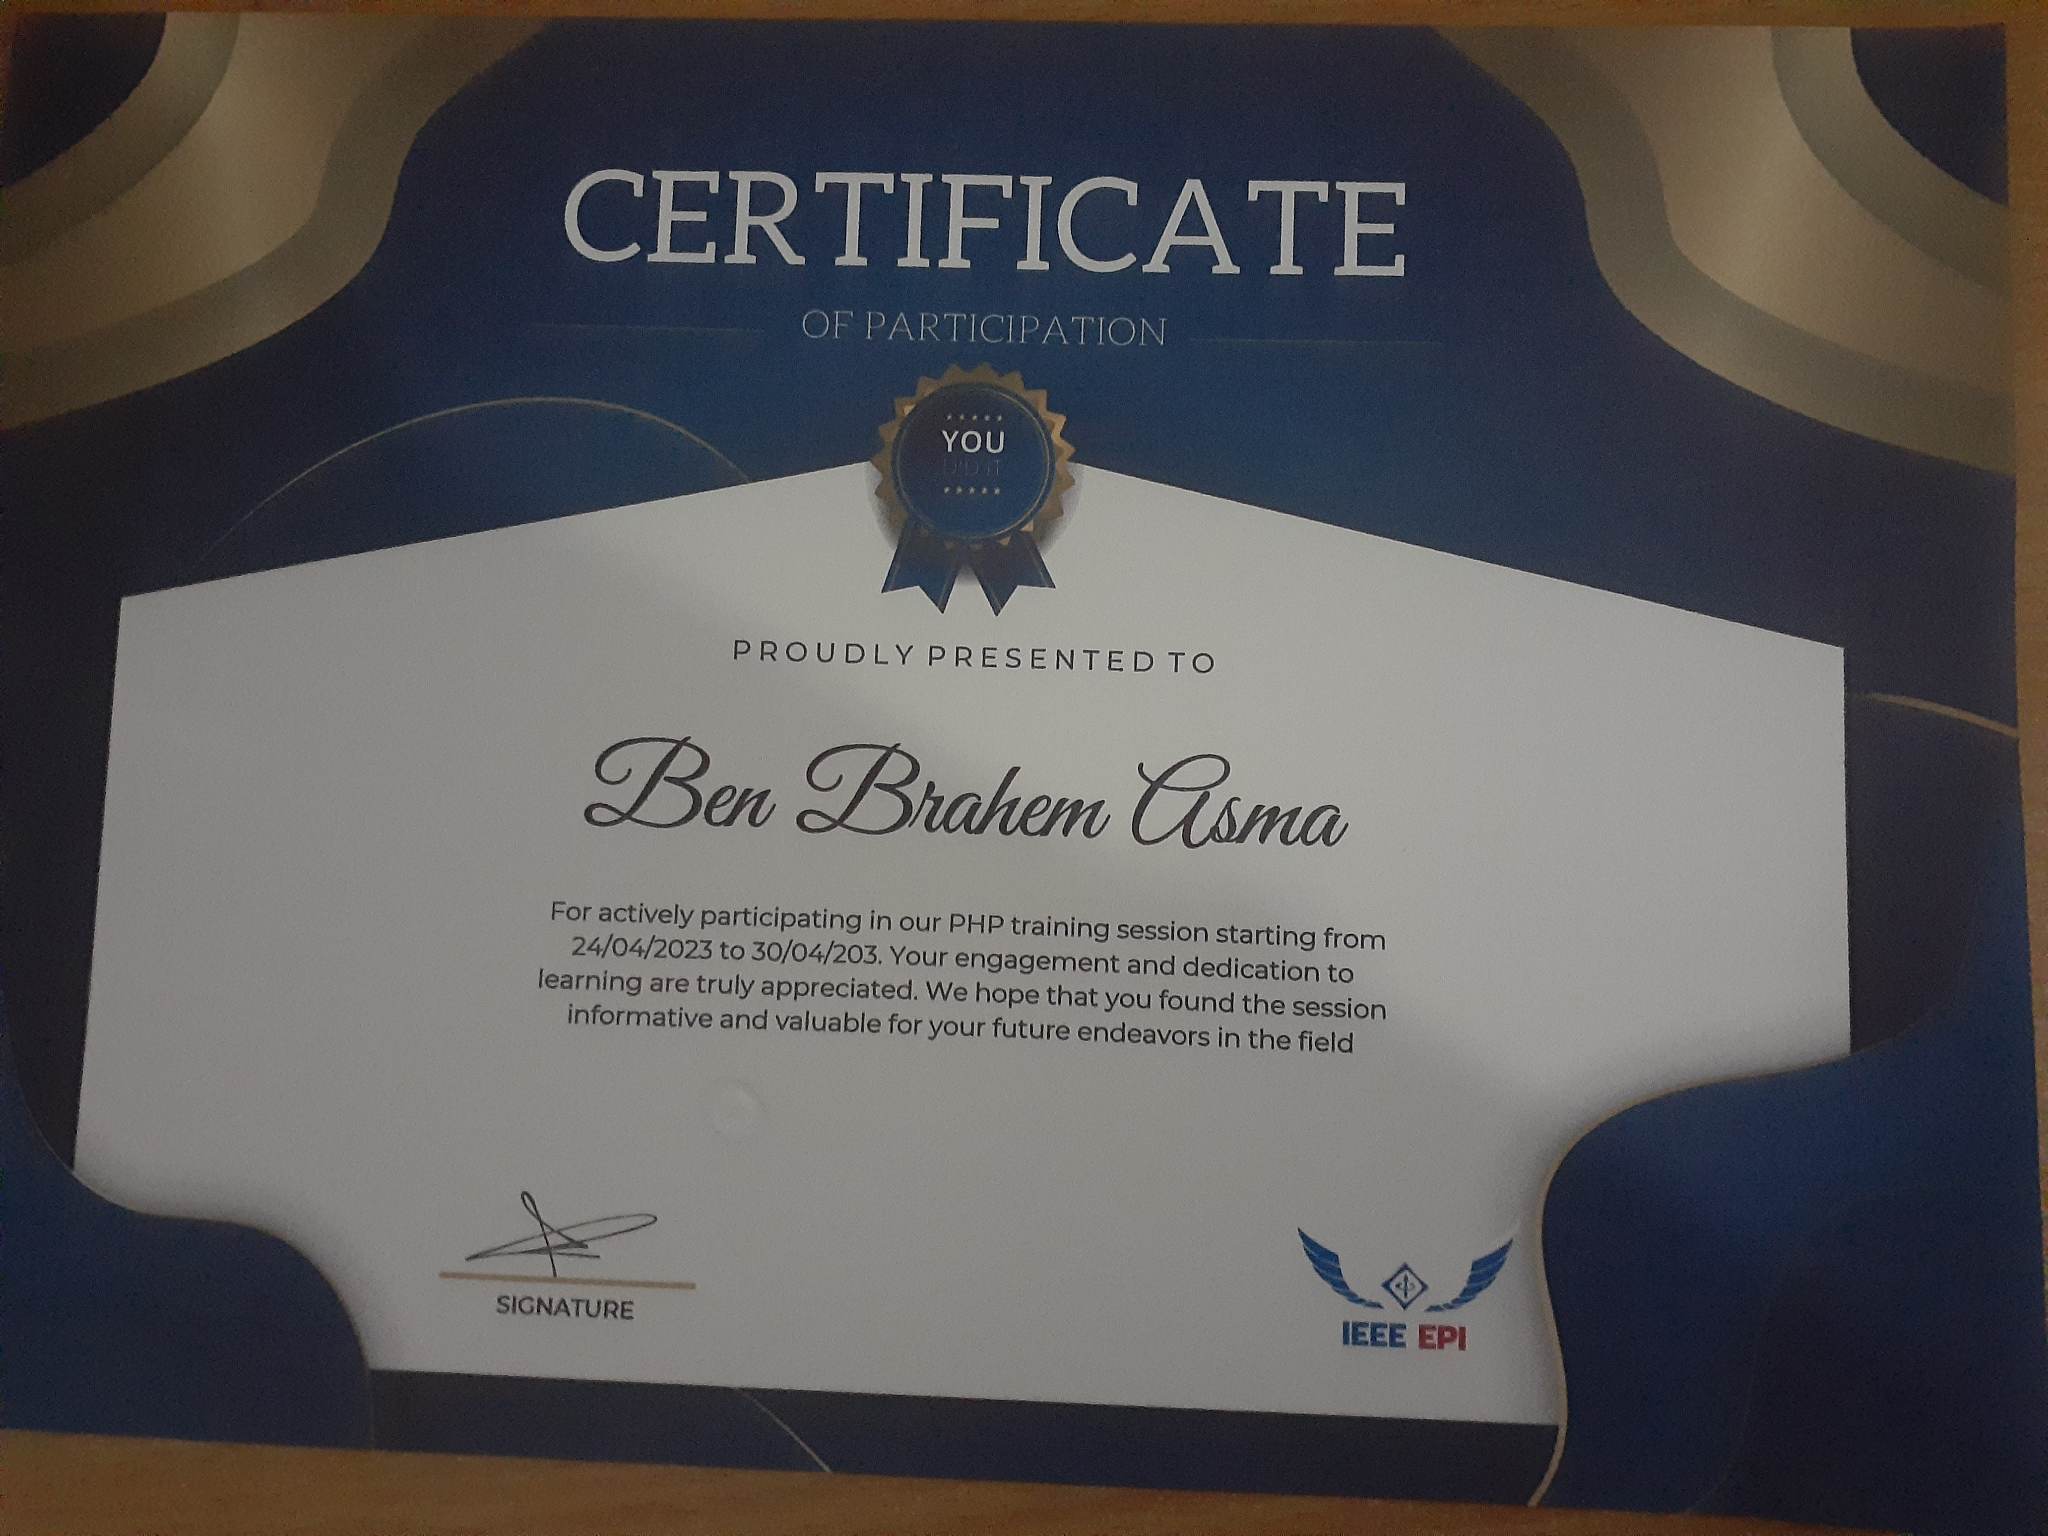 CERTIFICATE
OF PARTICIPATION
YOU
DID IT
PROUDLY PRESENTED TO
Ben Brahem Asma
For actively participating in our PHP training session starting from
24/04/2023 to 30/04/203. Your engagement and dedication to
learning are truly appreciated. We hope that you found the session
informative and valuable for your future endeavors in the field
SIGNATURE
IEEE EPI